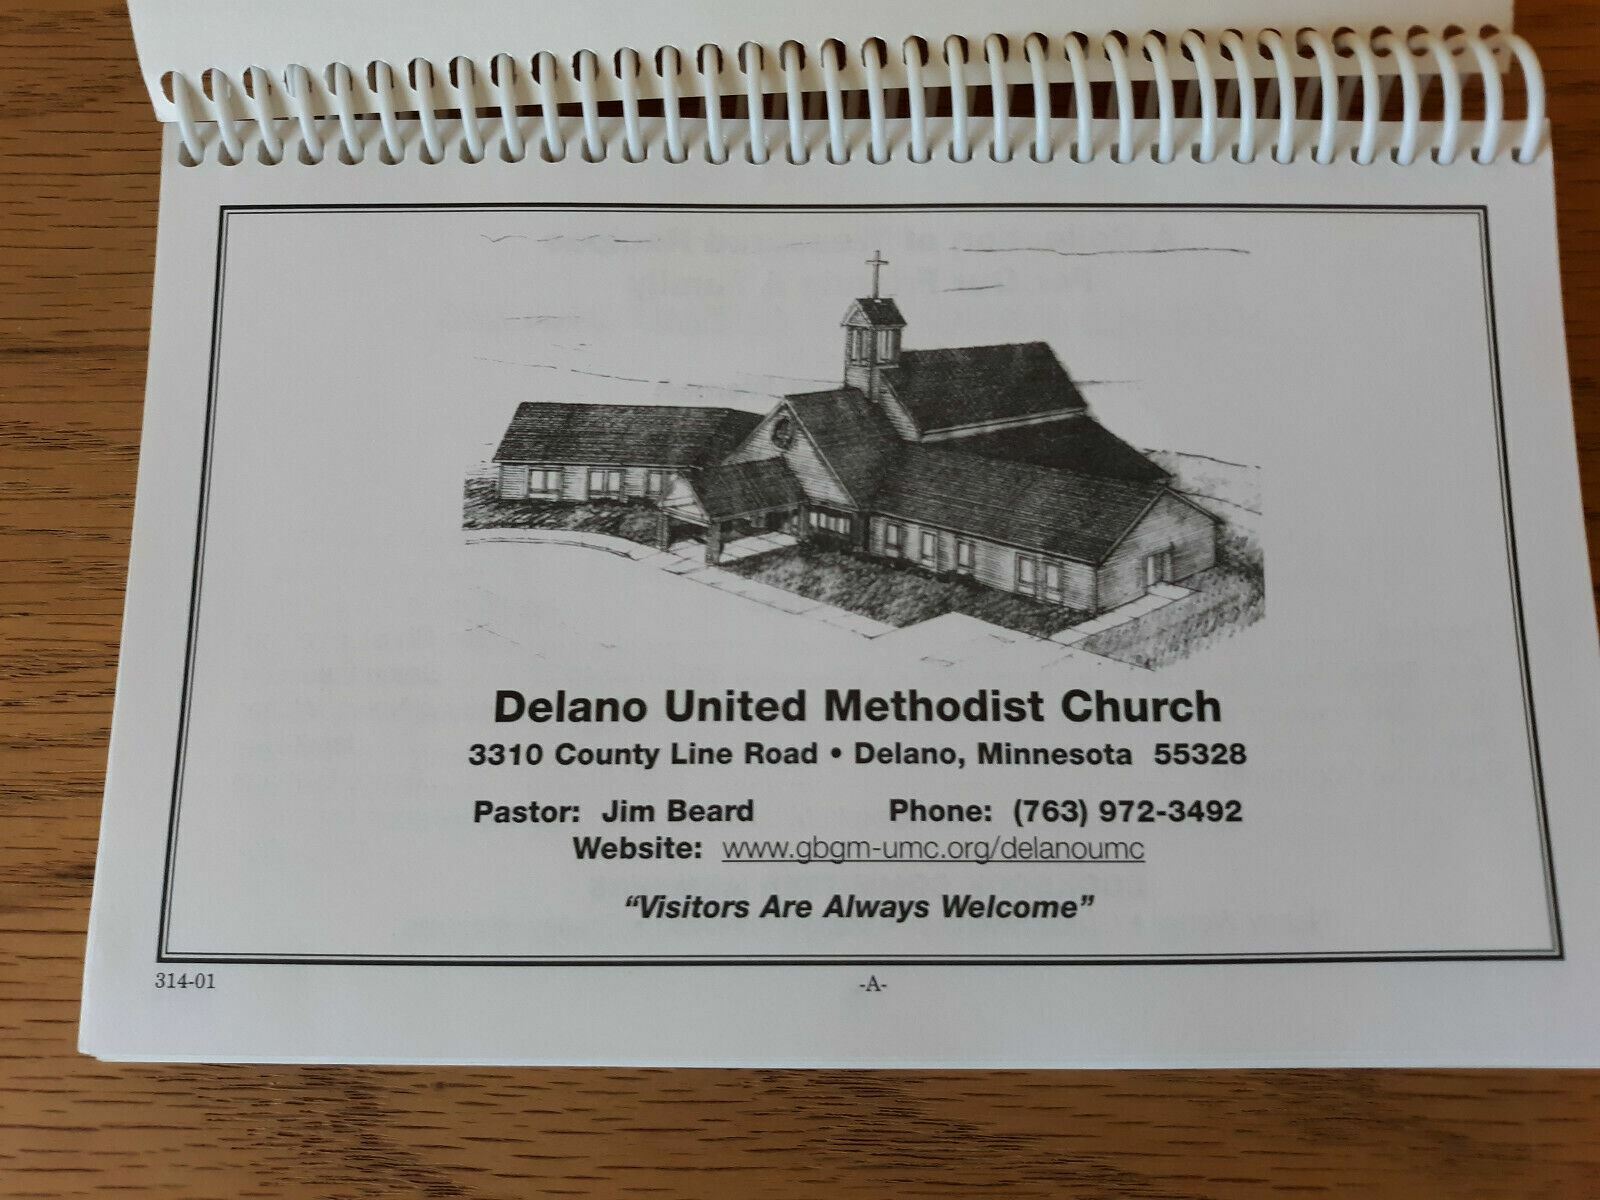 Delano United Methodist Church
3310 County Line Road • Delano, Minnesota 55328
Pastor: Jim Beard Phone: (763) 972-3492
Website: www.gbgm-umc.org/delanoumc
"Visitors Are Always Welcome"
314-01 -A-